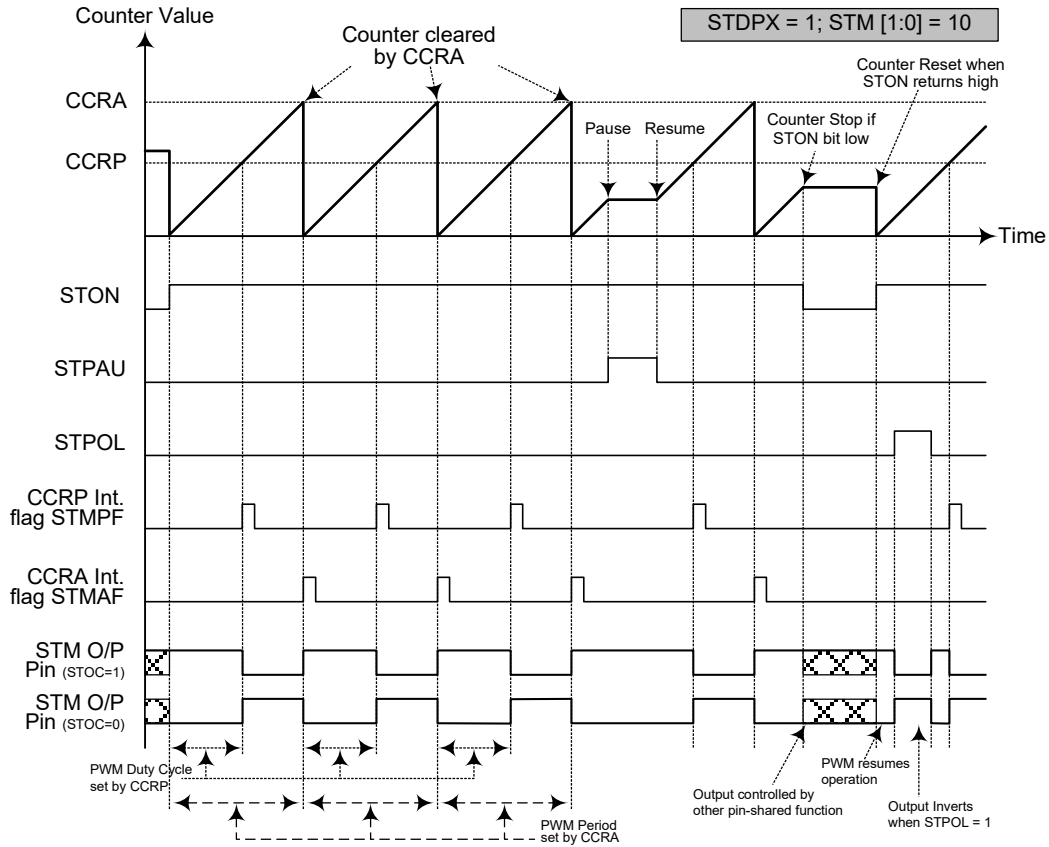 Counter Value
STDPX = 1; STM [1:0] = 10
Counter cleared
by CCRA
Counter Reset when
STON returns high
CCRA
Counter Stop if
STON bit low
Pause
Resume
CCRP
Time
STON
STPAU
STPOL
CCRP Int.
flag STMPF
CCRA Int.
flag STMAF
STM O/P
Pin (STOC=1)
STM O/P
Pin (STOC=0)
PWM Duty Cycle
set by CCRP
PWM resumes
operation
Output controlled by
other pin-shared function
Output Inverts
when STPOL = 1
PWM Period
set by CCRA